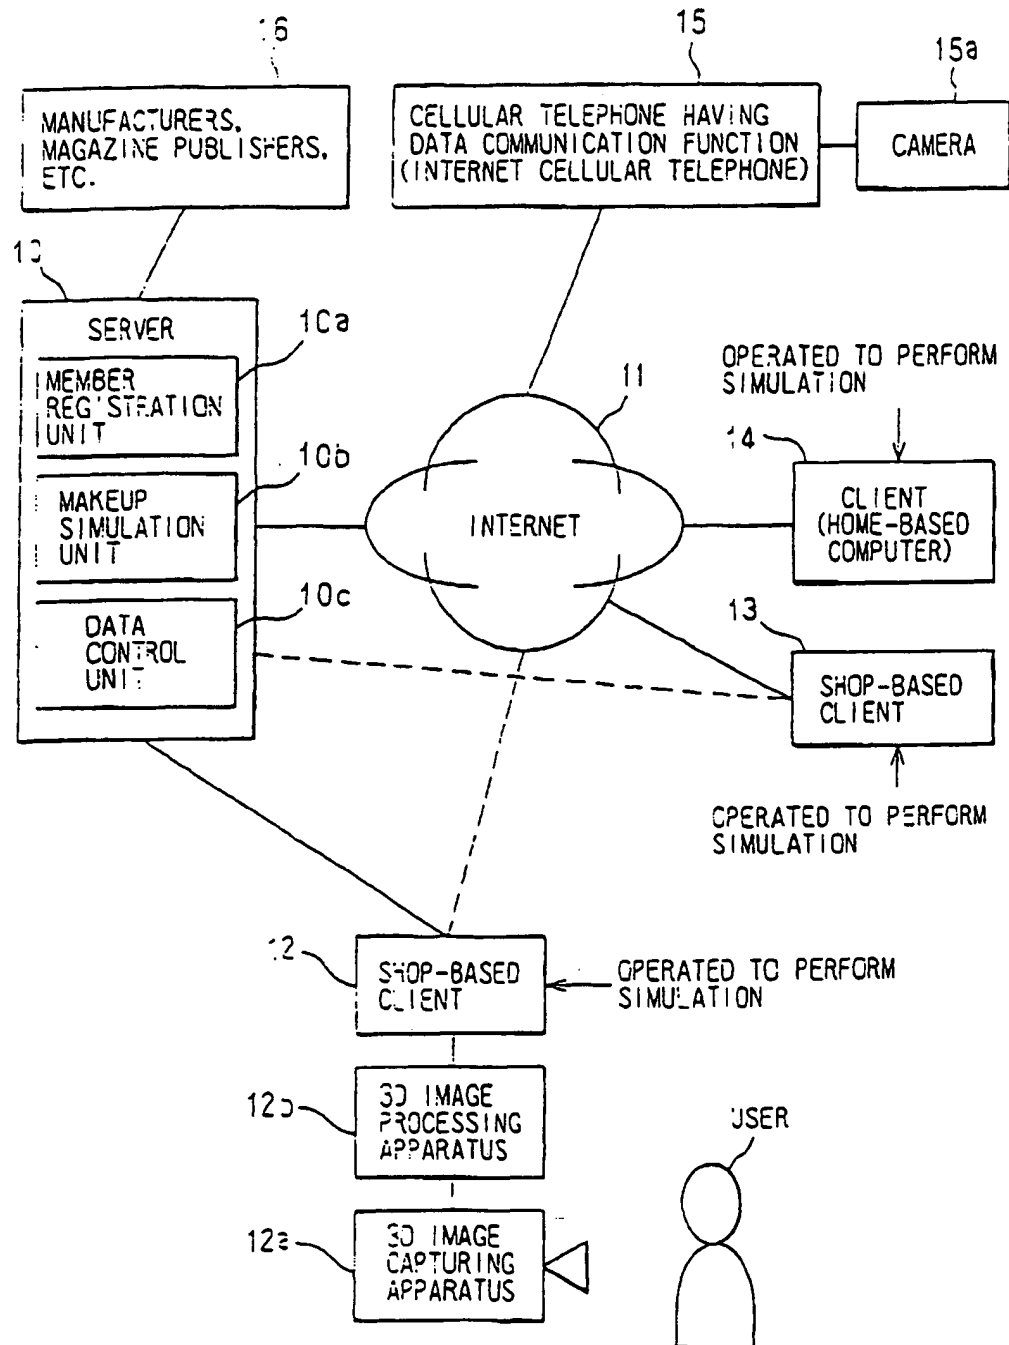 16
15
15a
MANUFACTURERS,
MAGAZINE PUBLISHERS,
ETC.
CELLULAR TELEPHONE HAVING
DATA COMMUNICATION FUNCTION
(INTERNET CELLULAR TELEPHONE)
CAMERA
10
SERVER
10a
MEMBER
REGISTRATION
UNIT
10b
MAKEUP
SIMULATION
UNIT
10c
DATA
CONTROL
UNIT
11
INTERNET
OPERATED TO PERFORM
SIMULATION
14
CLIENT
(HOME-BASED
COMPUTER)
13
SHOP-BASED
CLIENT
OPERATED TO PERFORM
SIMULATION
12
SHOP-BASED
CLIENT
OPERATED TO PERFORM
SIMULATION
12b
3D IMAGE
PROCESSING
APPARATUS
USER
12a
3D IMAGE
CAPTURING
APPARATUS